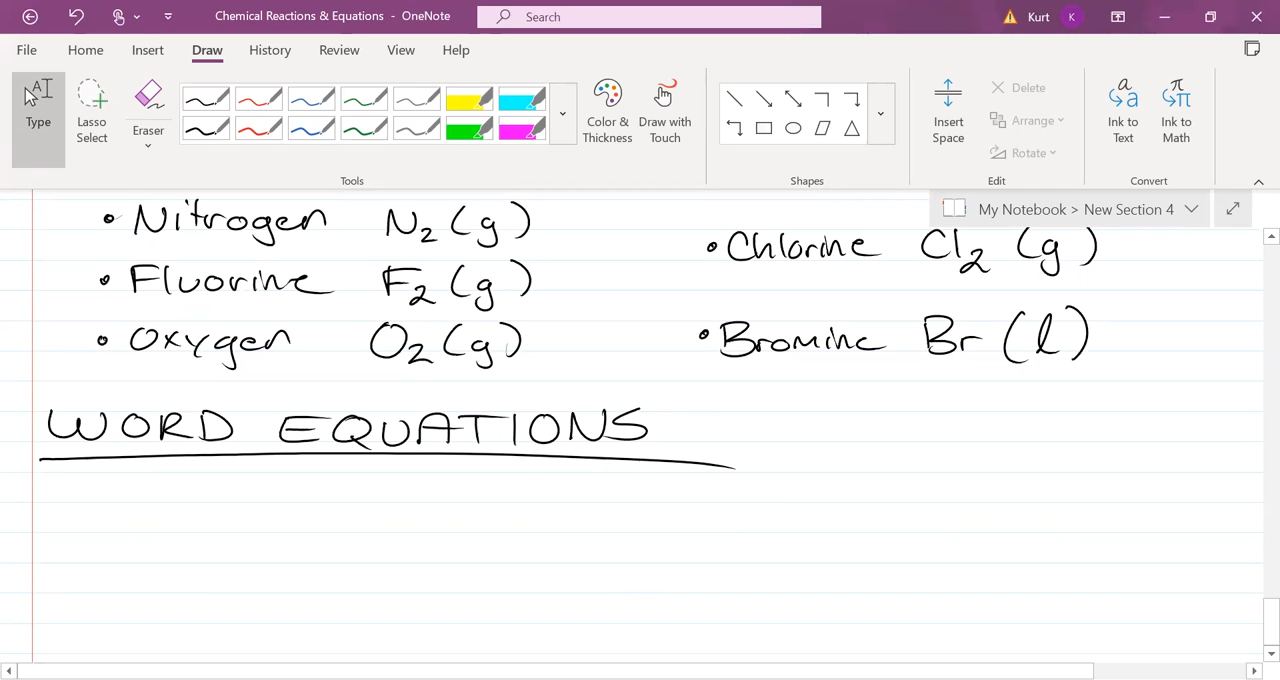 Chemical Reactions & Equations - OneNote
Search
Kurt
K
File
Home
Insert
Draw
History
Review
View
Help
Type
Lasso Select
Eraser
Color & Thickness
Draw with Touch
Insert Space
Delete
Arrange
Rotate
Ink to Text
Ink to Math
Tools
Shapes
Edit
Convert
My Notebook > New Section 4
• Nitrogen N₂ (g)
• Fluorine F₂ (g)
• Oxygen O₂ (g)
• Chlorine Cl₂ (g)
• Bromine Br (l)
WORD EQUATIONS